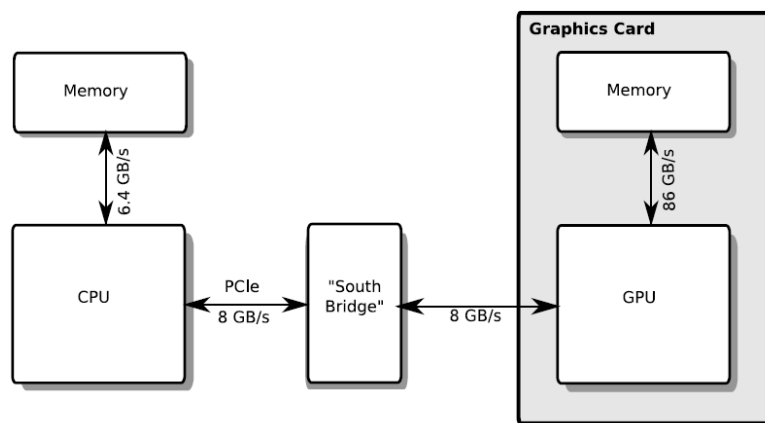 Graphics Card
Memory
Memory
6.4 GB/s
86 GB/s
CPU
PCIe
8 GB/s
"South
Bridge"
8 GB/s
GPU